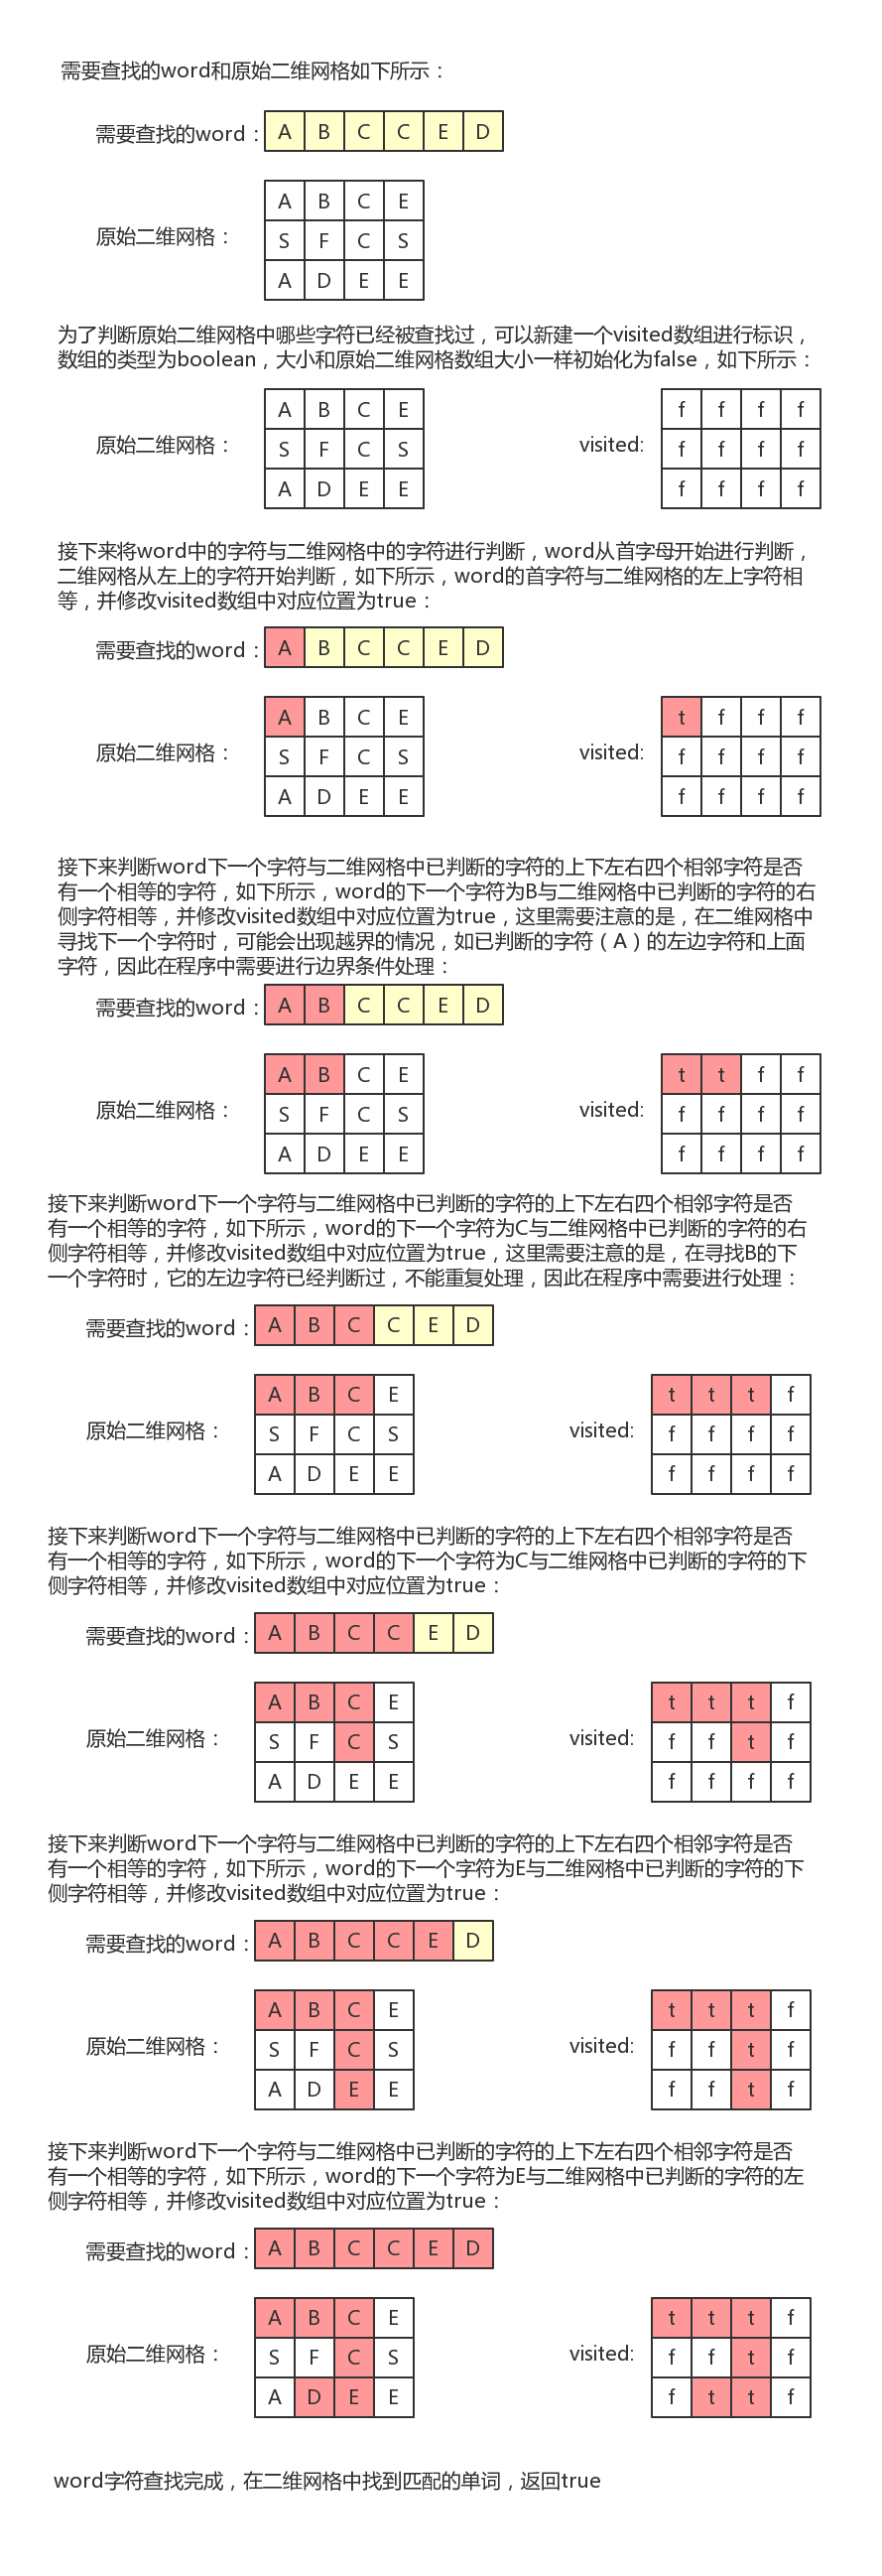 需要查找的word和原始二维网格如下所示：
需要查找的word： A B C C E D
A B C E
原始二维网格： S F C S
A D E E
为了判断原始二维网格中哪些字符已经被查找过，可以新建一个visited数组进行标识，
数组的类型为boolean，大小和原始二维网格数组大小一样初始化为false，如下所示：
A B C E f f f f
原始二维网格： S F C S visited: f f f f
A D E E f f f f
接下来将word中的字符与二维网格中的字符进行判断，word从首字母开始进行判断，
二维网格从左上的字符开始判断，如下所示，word的首字符与二维网格的左上字符相
等，并修改visited数组中对应位置为true：
需要查找的word： A B C C E D
A B C E t f f f
原始二维网格： S F C S visited: f f f f
A D E E f f f f
接下来判断word下一个字符与二维网格中已判断的字符的上下左右四个相邻字符是否
有一个相等的字符，如下所示，word的下一个字符为B与二维网格中已判断的字符的右
侧字符相等，并修改visited数组中对应位置为true，这里需要注意的是，在二维网格中
寻找下一个字符时，可能会出现越界的情况，如已判断的字符（A）的左边字符和上面
字符，因此在程序中需要进行边界条件处理：
需要查找的word： A B C C E D
A B C E t t f f
原始二维网格： S F C S visited: f f f f
A D E E f f f f
接下来判断word下一个字符与二维网格中已判断的字符的上下左右四个相邻字符是否
有一个相等的字符，如下所示，word的下一个字符为C与二维网格中已判断的字符的右
侧字符相等，并修改visited数组中对应位置为true，这里需要注意的是，在寻找B的下
一个字符时，它的左边字符已经判断过，不能重复处理，因此在程序中需要进行处理：
需要查找的word： A B C C E D
A B C E t t t f
原始二维网格： S F C S visited: f f f f
A D E E f f f f
接下来判断word下一个字符与二维网格中已判断的字符的上下左右四个相邻字符是否
有一个相等的字符，如下所示，word的下一个字符为C与二维网格中已判断的字符的下
侧字符相等，并修改visited数组中对应位置为true：
需要查找的word： A B C C E D
A B C E t t t f
原始二维网格： S F C S visited: f f t f
A D E E f f f f
接下来判断word下一个字符与二维网格中已判断的字符的上下左右四个相邻字符是否
有一个相等的字符，如下所示，word的下一个字符为E与二维网格中已判断的字符的下
侧字符相等，并修改visited数组中对应位置为true：
需要查找的word： A B C C E D
A B C E t t t f
原始二维网格： S F C S visited: f f t f
A D E E f f t f
接下来判断word下一个字符与二维网格中已判断的字符的上下左右四个相邻字符是否
有一个相等的字符，如下所示，word的下一个字符为E与二维网格中已判断的字符的左
侧字符相等，并修改visited数组中对应位置为true：
需要查找的word： A B C C E D
A B C E t t t f
原始二维网格： S F C S visited: f f t f
A D E E f t t f
word字符查找完成，在二维网格中找到匹配的单词，返回true